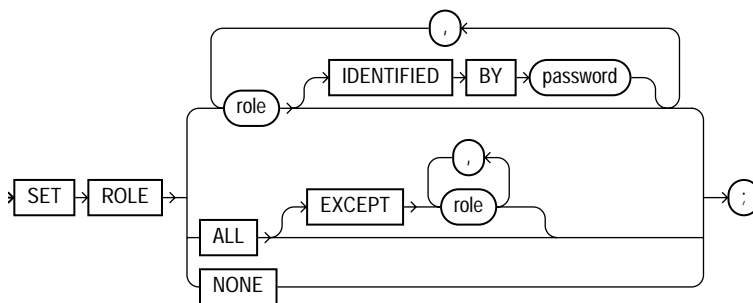 ,
IDENTIFIED BY password
role
,
EXCEPT role
SET ROLE
ALL
;
NONE